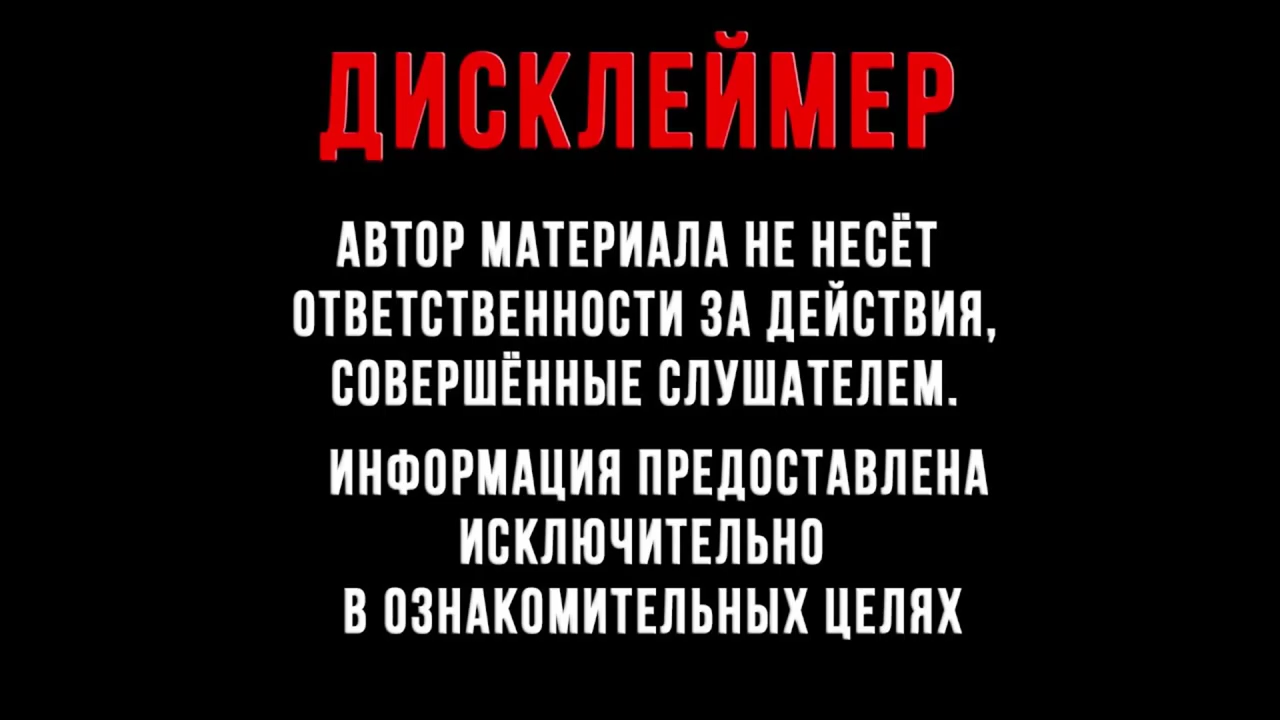 ДИСКЛЕЙМЕР
АВТОР МАТЕРИАЛА НЕ НЕСЁТ
ОТВЕТСТВЕННОСТИ ЗА ДЕЙСТВИЯ,
СОВЕРШЁННЫЕ СЛУШАТЕЛЕМ.
ИНФОРМАЦИЯ ПРЕДОСТАВЛЕНА
ИСКЛЮЧИТЕЛЬНО
В ОЗНАКОМИТЕЛЬНЫХ ЦЕЛЯХ